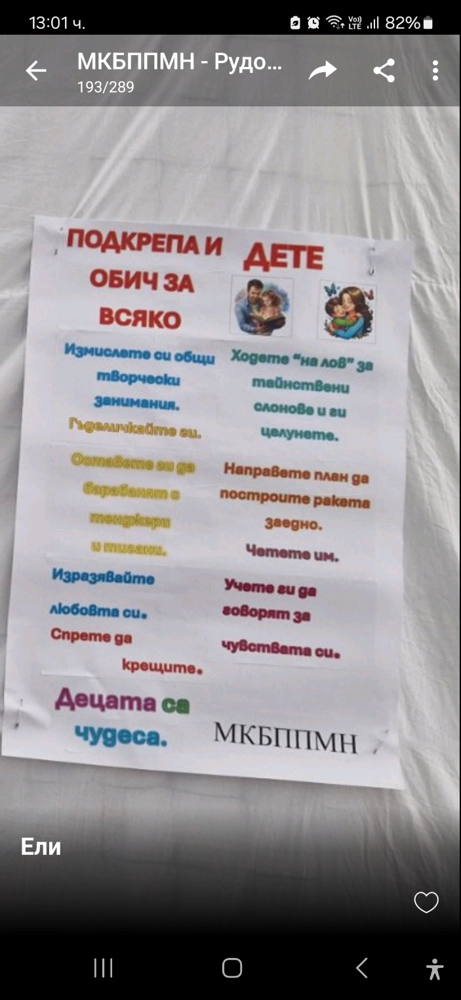 13:01 ч.
Vo))
LTE
82%
МКБППМН - Рудо...
193/289
ПОДКРЕПА И
ОБИЧ ЗА
ВСЯКО
ДЕТЕ
Измислете си общи
творчески
занимания.
Гъделичкайте ги.
Оставете ги да
барабанят с
тенджери
и тигани.
Изразявайте
любовта си.
Спрете да
крещите.
Децата са
чудеса.
Ходете “на лов” за
тайнствени
слонове и ги
целунете.
Направете план да
построите ракета
заедно.
Четете им.
Учете ги да
говорят за
чувствата си.
МКБППМН
Ели